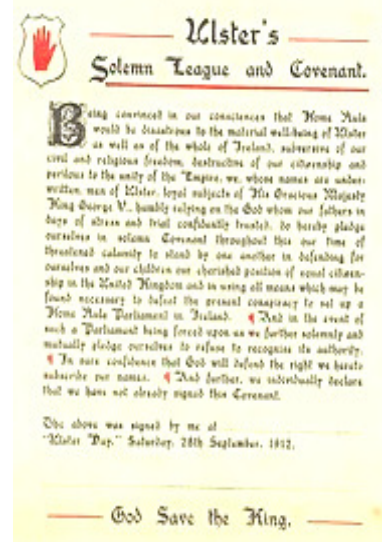 Ulster's
Solemn League and Covenant.
Being convinced in our consciences that Home Rule
would be disastrous to the material well-being of Ulster
as well as of the whole of Ireland, subversive of our
civil and religious freedom, destructive of our citizenship and
perilous to the unity of the Empire, we, whose names are under-
written, men of Ulster, loyal subjects of His Gracious Majesty
King George V., humbly relying on the God whom our fathers in
days of stress and trial confidently trusted, do hereby pledge
ourselves in solemn Covenant throughout this our time of
threatened calamity to stand by one another in defending for
ourselves and our children our cherished position of equal citizen-
ship in the United Kingdom and in using all means which may be
found necessary to defeat the present conspiracy to set up a
Home Rule Parliament in Ireland. ¶ And in the event of
such a Parliament being forced upon us we further solemnly and
mutually pledge ourselves to refuse to recognise its authority.
¶ In sure confidence that God will defend the right we hereto
subscribe our names. ¶ And further, we individually declare
that we have not already signed this Covenant.
The above was signed by me at
"Ulster Day," Saturday, 28th September, 1912.
God Save the King.